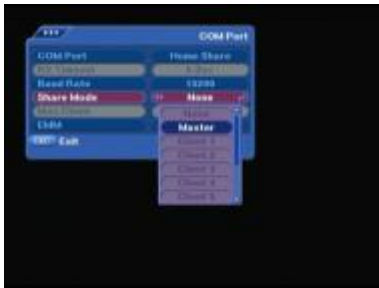 COM Port
COM Port Home Share
Baud Rate 19200
Share Mode None
None
Master
Client 1
Client 2
Client 3
Client 4
Client 5
EMM
Exit